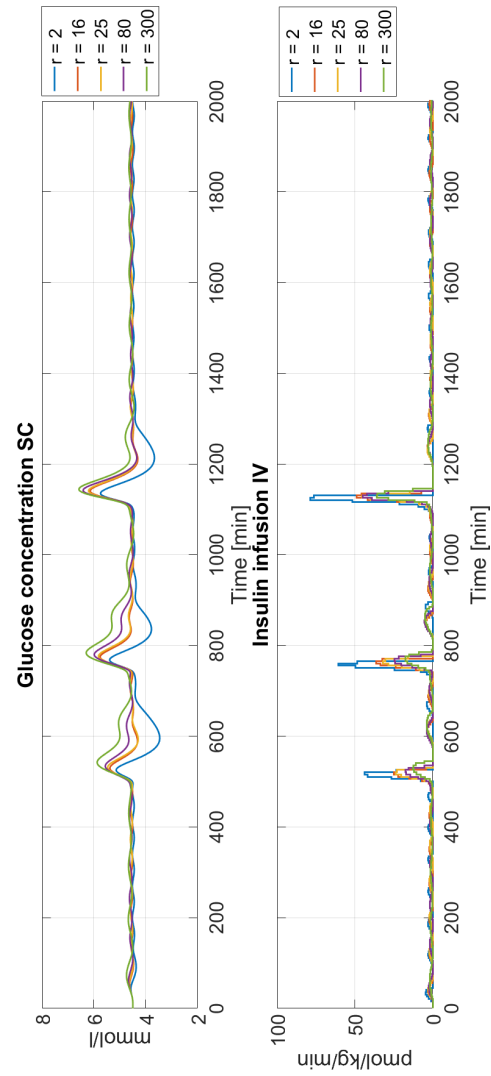 Glucose concentration SC
8
6
4
2
mmol/l
0
200
400
600
800
1000
1200
1400
1600
1800
2000
Time [min]
r = 2
r = 16
r = 25
r = 80
r = 300
Insulin infusion IV
100
50
0
pmol/kg/min
0
200
400
600
800
1000
1200
1400
1600
1800
2000
Time [min]
r = 2
r = 16
r = 25
r = 80
r = 300